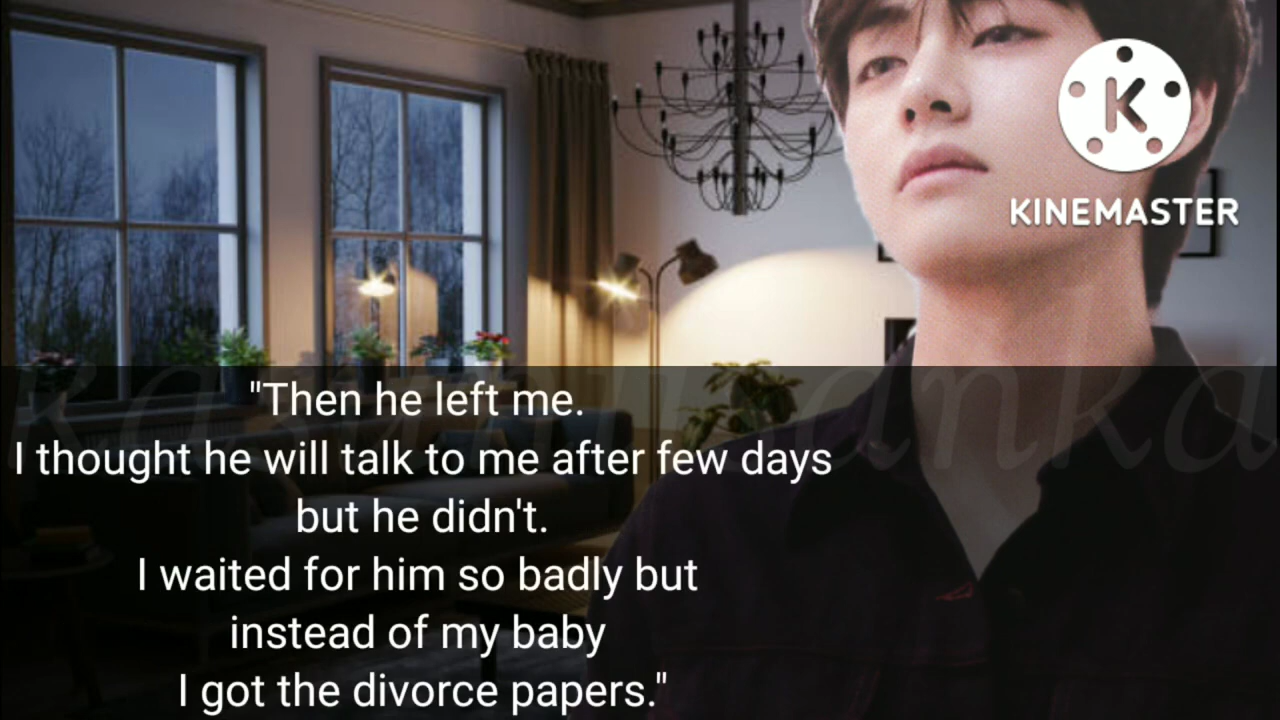 K
KINEMASTER
"Then he left me.
I thought he will talk to me after few days
but he didn't.
I waited for him so badly but
instead of my baby
I got the divorce papers."